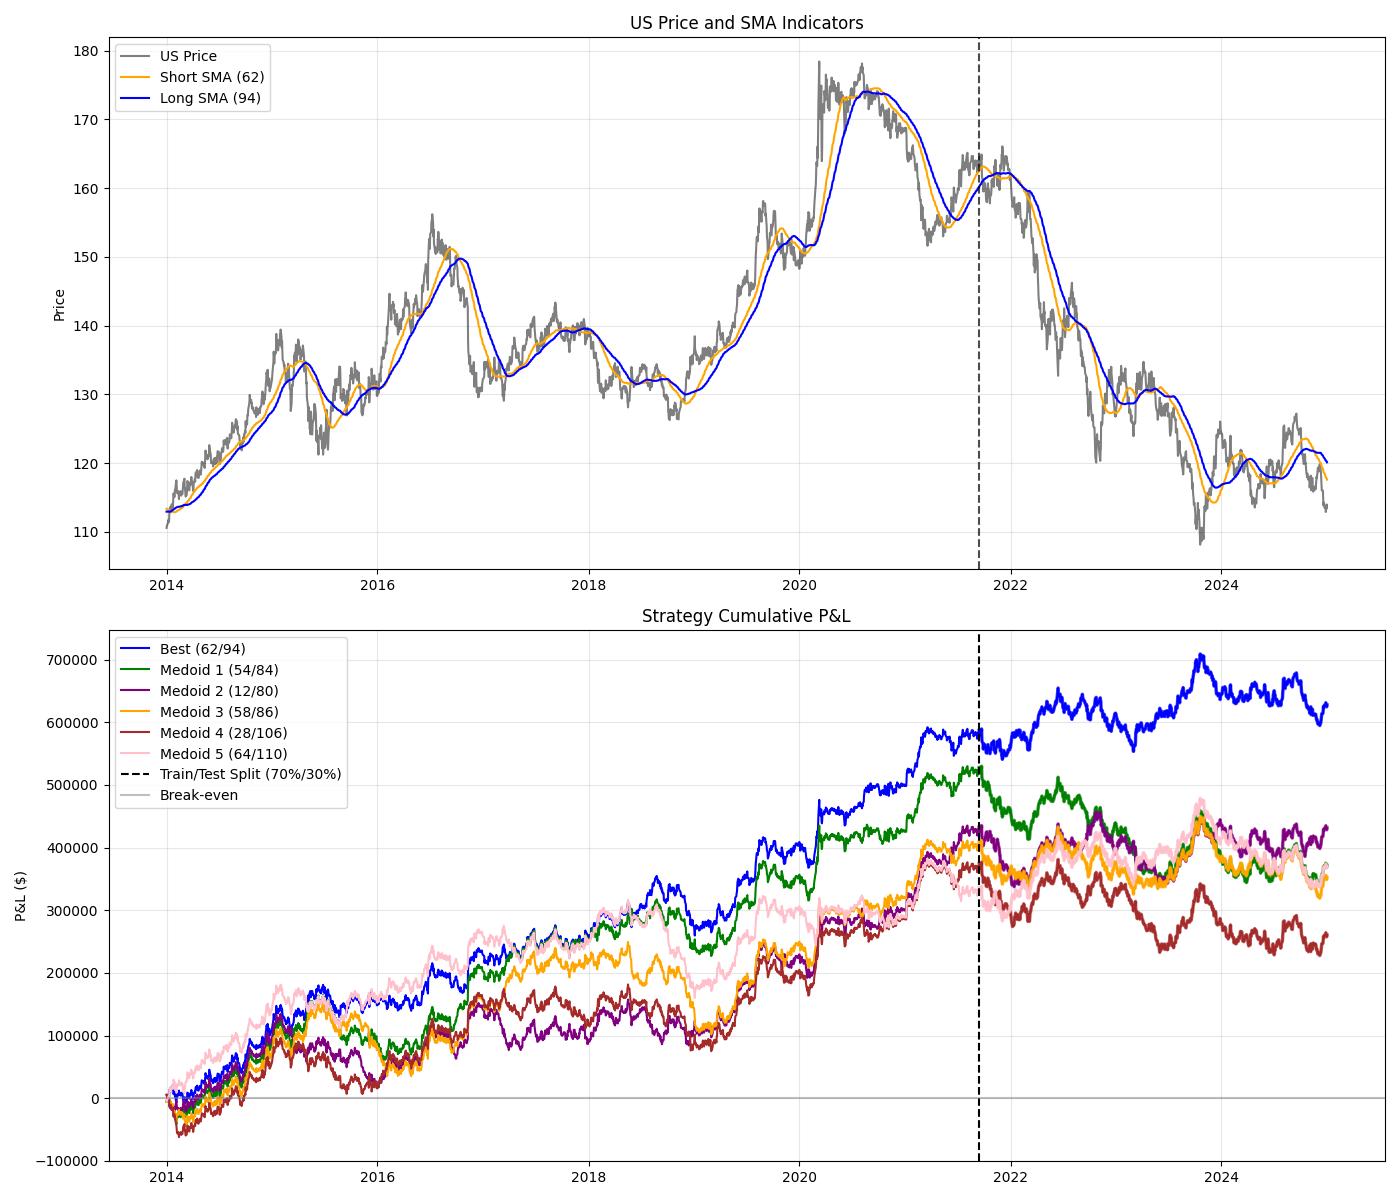 US Price and SMA Indicators
US Price
Short SMA (62)
Long SMA (94)
Price
180
170
160
150
140
130
120
110
2014
2016
2018
2020
2022
2024
Strategy Cumulative P&L
Best (62/94)
Medoid 1 (54/84)
Medoid 2 (12/80)
Medoid 3 (58/86)
Medoid 4 (28/106)
Medoid 5 (64/110)
Train/Test Split (70%/30%)
Break-even
P&L ($)
700000
600000
500000
400000
300000
200000
100000
0
−100000
2014
2016
2018
2020
2022
2024